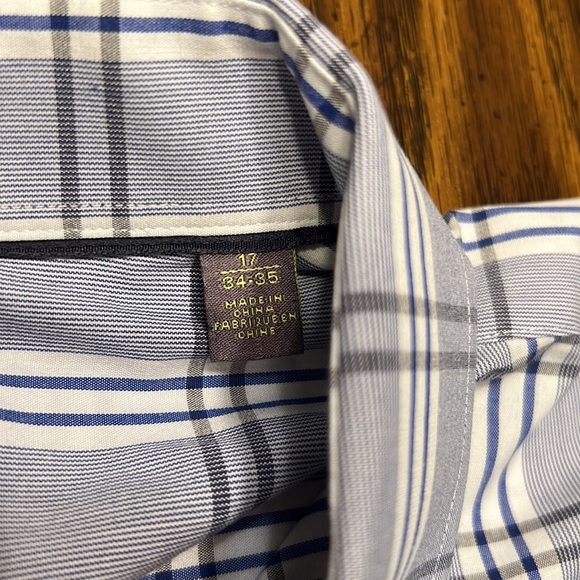 17
34-35
MADE IN
CHINA
FABRIQUE EN
CHINE